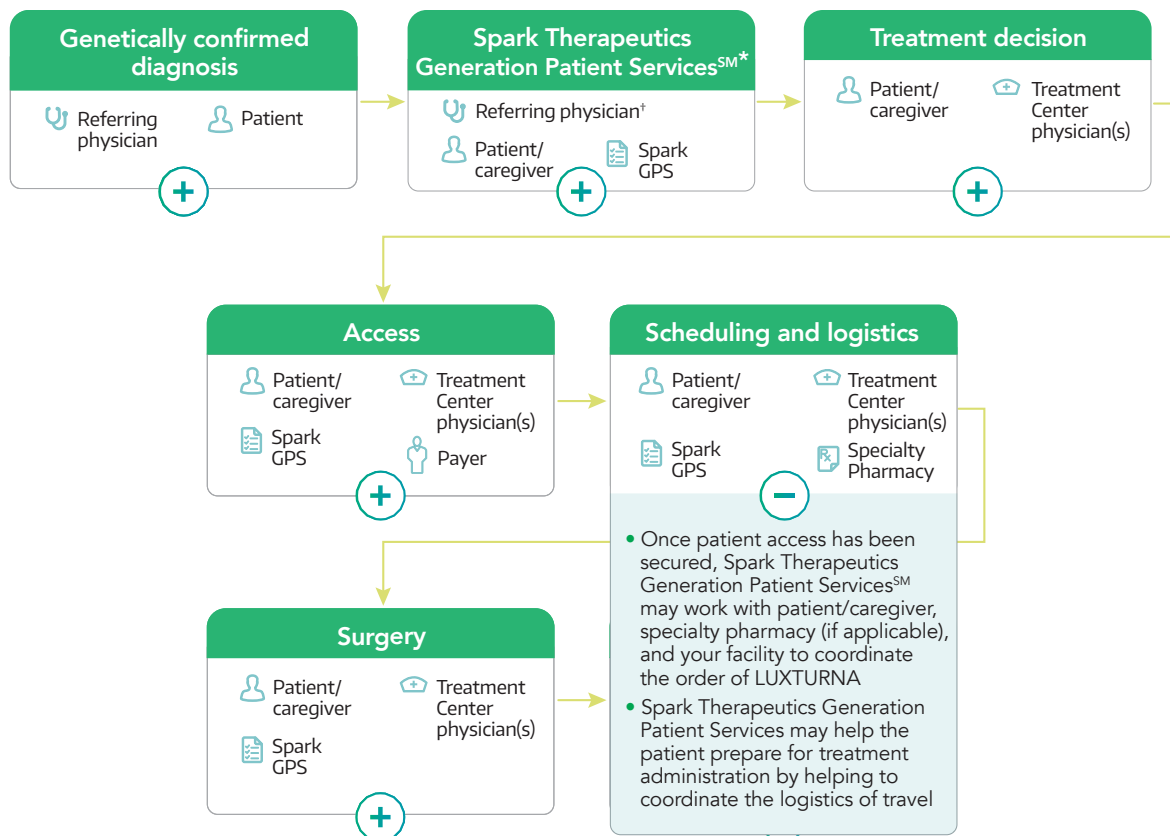 Genetically confirmed
diagnosis
Referring
physician
Patient
Spark Therapeutics
Generation Patient Services℠*
Referring physician†
Patient/
caregiver
Spark
GPS
Treatment decision
Patient/
caregiver
Treatment
Center
physician(s)
Access
Patient/
caregiver
Treatment
Center
physician(s)
Spark
GPS
Payer
Scheduling and logistics
Patient/
caregiver
Treatment
Center
physician(s)
Spark
GPS
Rx
Specialty
Pharmacy
• Once patient access has been
secured, Spark Therapeutics
Generation Patient Services℠
may work with patient/caregiver,
specialty pharmacy (if applicable),
and your facility to coordinate
the order of LUXTURNA
• Spark Therapeutics Generation
Patient Services may help the
patient prepare for treatment
administration by helping to
coordinate the logistics of travel
Surgery
Patient/
caregiver
Treatment
Center
physician(s)
Spark
GPS